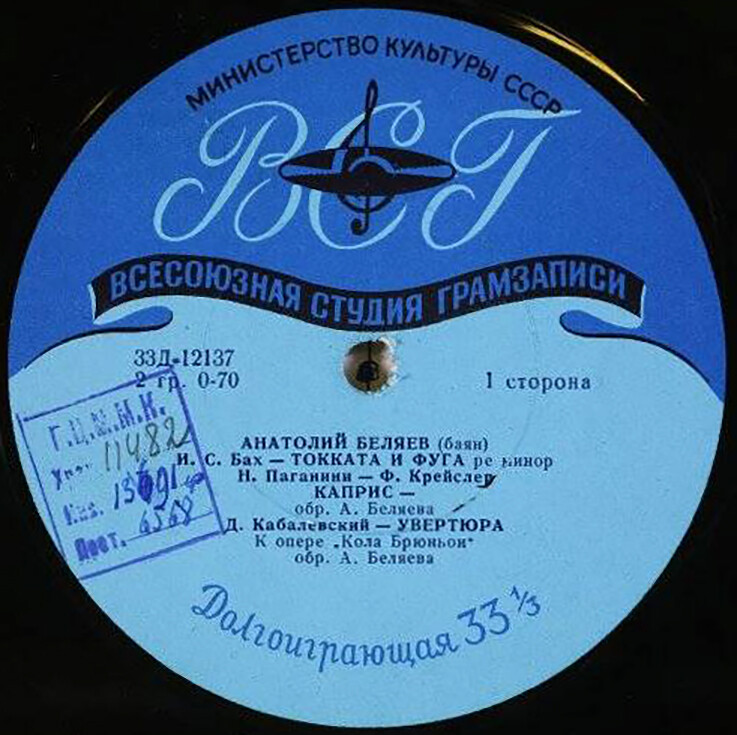 МИНИСТЕРСТВО КУЛЬТУРЫ СССР
ВСГ
ВСЕСОЮЗНАЯ СТУДИЯ ГРАМЗАПИСИ
33Д-12137
2 гр. 0-70
1 сторона
Г.Ц.М.М.К.
11482
Инв.
Пост. 6568
АНАТОЛИЙ БЕЛЯЕВ (баян)
И. С. Бах — ТОККАТА И ФУГА ре минор
Н. Паганини — Ф. Крейслер
КАПРИС —
обр. А. Беляева
Д. Кабалевский — УВЕРТЮРА
К опере „Кола Брюньон“
обр. А. Беляева
Долгоиграющая 33 1/3